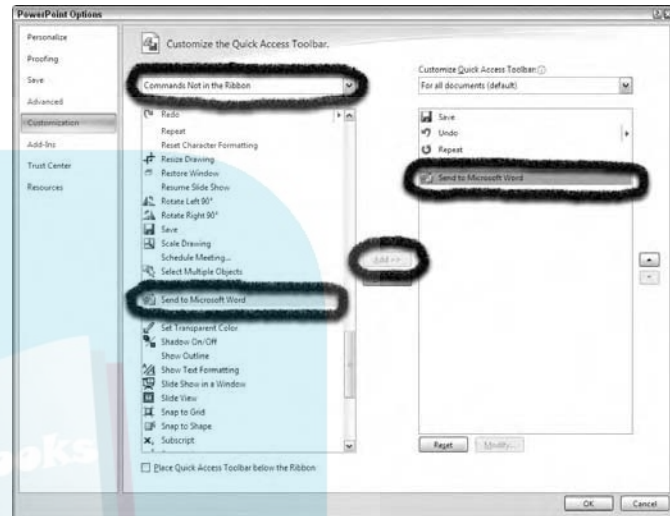 PowerPoint Options
Personalize
Proofing
Save
Advanced
Customization
Add-Ins
Trust Center
Resources
Customize the Quick Access Toolbar.
Commands Not in the Ribbon
Redo
Repeat
Reset Character Formatting
Resize Drawing
Restore Window
Resume Slide Show
Rotate Left 90°
Rotate Right 90°
Save
Scale Drawing
Schedule Meeting...
Select Multiple Objects
Send to Microsoft Word
Set Transparent Color
Shadow On/Off
Show Outline
Show Text Formatting
Slide Show in a Window
Slide View
Snap to Grid
Snap to Shape
Subscript
Place Quick Access Toolbar below the Ribbon
Add >>
Customize Quick Access Toolbar:
For all documents (default)
Save
Undo
Repeat
Send to Microsoft Word
Reset
Modify...
OK
Cancel